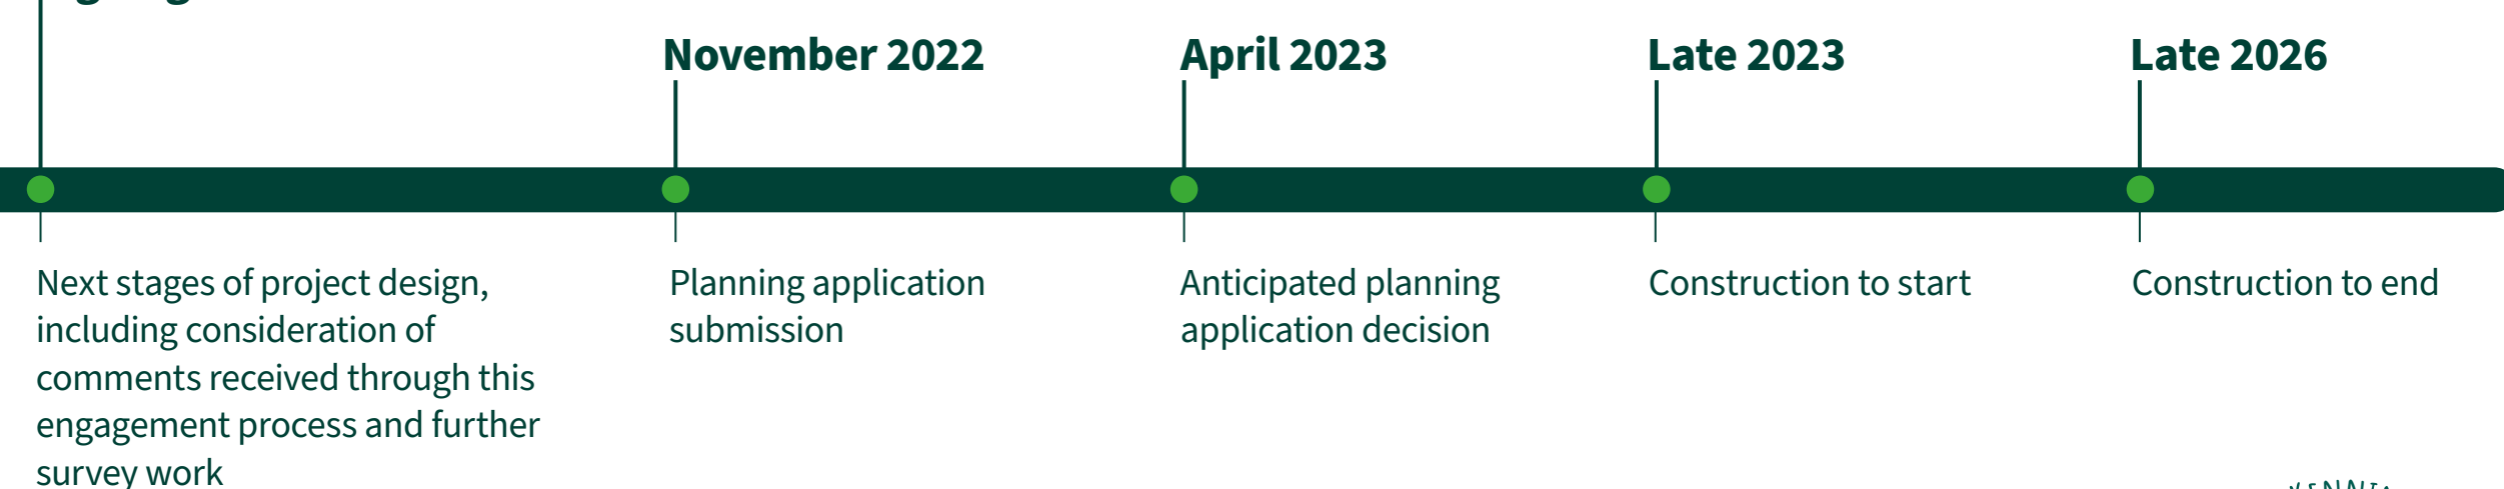 November 2022
April 2023
Late 2023
Late 2026
Next stages of project design,
including consideration of
comments received through this
engagement process and further
survey work
Planning application
submission
Anticipated planning
application decision
Construction to start
Construction to end